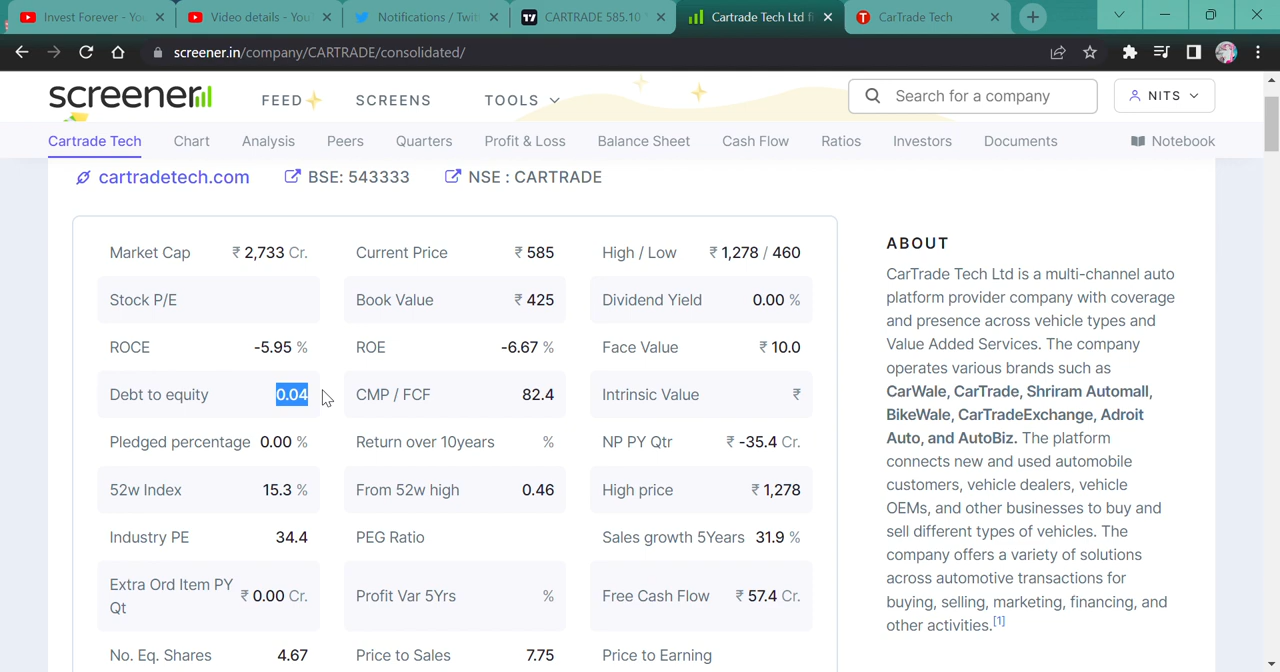 Invest Forever - You
Video details - You
Notifications / Twit
CARTRADE 585.10
Cartrade Tech Ltd fi
CarTrade Tech
screener.in/company/CARTRADE/consolidated/
screener
FEED
SCREENS
TOOLS
Search for a company
NITS
Cartrade Tech
Chart
Analysis
Peers
Quarters
Profit & Loss
Balance Sheet
Cash Flow
Ratios
Investors
Documents
Notebook
cartradetech.com
BSE: 543333
NSE : CARTRADE
Market Cap ₹ 2,733 Cr.
Current Price ₹ 585
High / Low ₹ 1,278 / 460
Stock P/E
Book Value ₹ 425
Dividend Yield 0.00 %
ROCE -5.95 %
ROE -6.67 %
Face Value ₹ 10.0
Debt to equity 0.04
CMP / FCF 82.4
Intrinsic Value ₹
Pledged percentage 0.00 %
Return over 10years %
NP PY Qtr ₹ -35.4 Cr.
52w Index 15.3 %
From 52w high 0.46
High price ₹ 1,278
Industry PE 34.4
PEG Ratio
Sales growth 5Years 31.9 %
Extra Ord Item PY
Qt ₹ 0.00 Cr.
Profit Var 5Yrs %
Free Cash Flow ₹ 57.4 Cr.
No. Eq. Shares 4.67
Price to Sales 7.75
Price to Earning
ABOUT
CarTrade Tech Ltd is a multi-channel auto
platform provider company with coverage
and presence across vehicle types and
Value Added Services. The company
operates various brands such as
CarWale, CarTrade, Shriram Automall,
BikeWale, CarTradeExchange, Adroit
Auto, and AutoBiz. The platform
connects new and used automobile
customers, vehicle dealers, vehicle
OEMs, and other businesses to buy and
sell different types of vehicles. The
company offers a variety of solutions
across automotive transactions for
buying, selling, marketing, financing, and
other activities.[1]